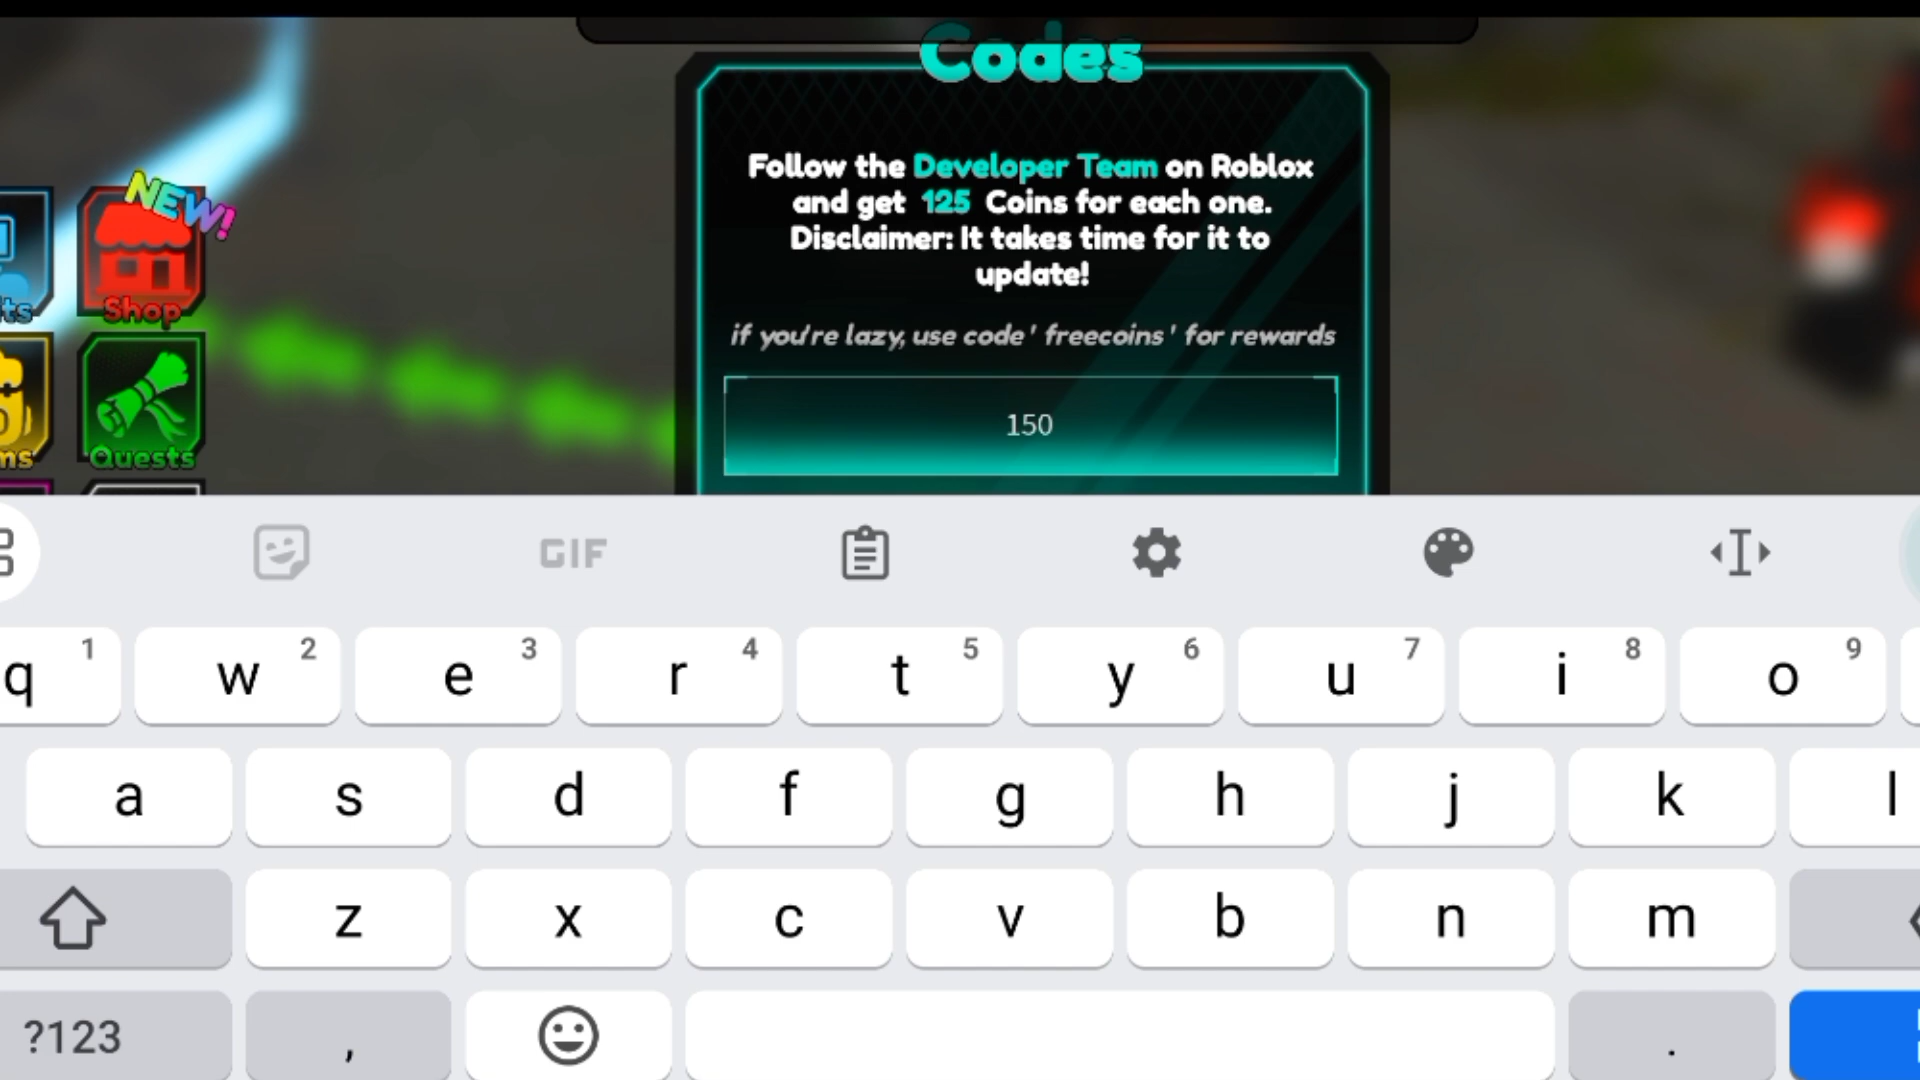 Codes
Follow the Developer Team on Roblox
and get 125 Coins for each one.
Disclaimer: It takes time for it to
update!
if you're lazy, use code ' freecoins ' for rewards
150
NEW!
Shop
ts
Quests
ms
GIF
q 1 w 2 e 3 r 4 t 5 y 6 u 7 i 8 o 9
a s d f g h j k l
z x c v b n m
?123 , .